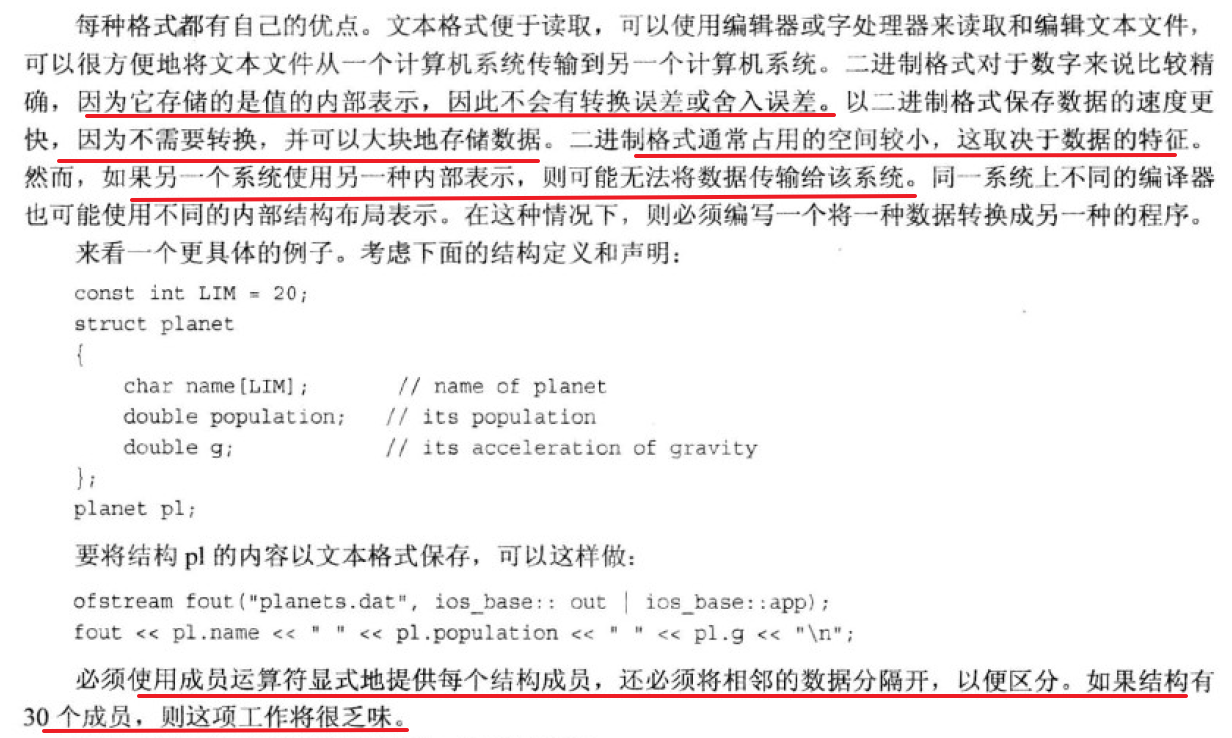 每种格式都有自己的优点。文本格式便于读取，可以使用编辑器或字处理器来读取和编辑文本文件，
可以很方便地将文本文件从一个计算机系统传输到另一个计算机系统。二进制格式对于数字来说比较精
确，因为它存储的是值的内部表示，因此不会有转换误差或舍入误差。以二进制格式保存数据的速度更
快，因为不需要转换，并可以大块地存储数据。二进制格式通常占用的空间较小，这取决于数据的特征。
然而，如果另一个系统使用另一种内部表示，则可能无法将数据传输给该系统。同一系统上不同的编译器
也可能使用不同的内部结构布局表示。在这种情况下，则必须编写一个将一种数据转换成另一种的程序。
来看一个更具体的例子。考虑下面的结构定义和声明：
const int LIM = 20;
struct planet
{
    char name[LIM];       // name of planet
    double population;   // its population
    double g;            // its acceleration of gravity
};
planet pl;
要将结构 pl 的内容以文本格式保存，可以这样做：
ofstream fout("planets.dat", ios_base:: out | ios_base::app);
fout << pl.name << " " << pl.population << " " << pl.g << "\n";
必须使用成员运算符显式地提供每个结构成员，还必须将相邻的数据分隔开，以便区分。如果结构有
30 个成员，则这项工作将很乏味。